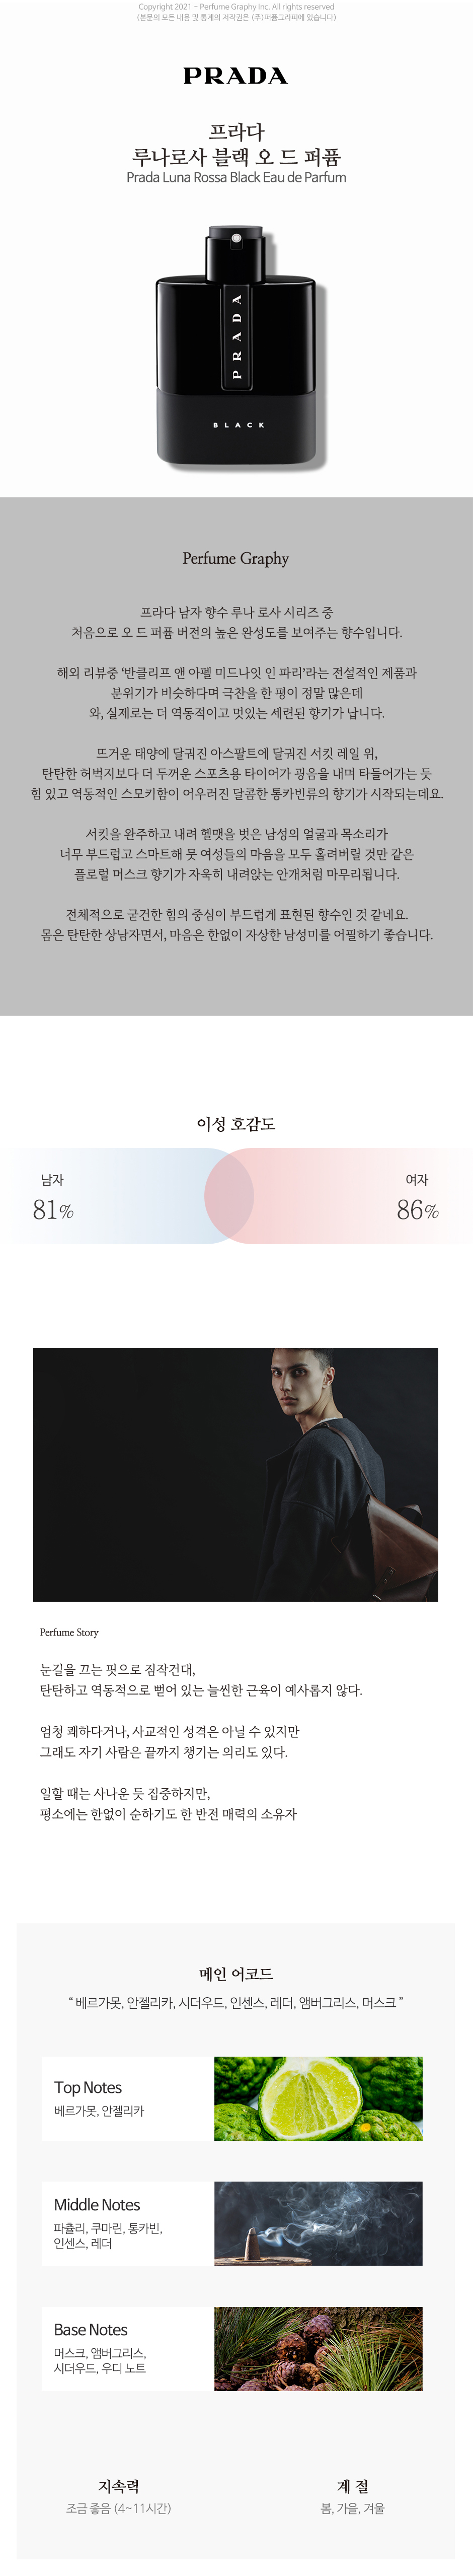 Copyright 2021 - Perfume Graphy Inc. All rights reserved
(본문의 모든 내용 및 통계의 저작권은 (주)퍼퓸그라피에 있습니다)
PRADA
프라다
루나로사 블랙 오 드 퍼퓸
Prada Luna Rossa Black Eau de Parfum
PRADA
BLACK
Perfume Graphy
프라다 남자 향수 루나 로사 시리즈 중
처음으로 오 드 퍼퓸 버전의 높은 완성도를 보여주는 향수입니다.
해외 리뷰중 ‘반클리프 앤 아펠 미드나잇 인 파리’라는 전설적인 제품과
분위기가 비슷하다며 극찬을 한 평이 정말 많은데
와, 실제로는 더 역동적이고 멋있는 세련된 향기가 납니다.
뜨거운 태양에 달궈진 아스팔트에 달궈진 서킷 레일 위,
탄탄한 허벅지보다 더 두꺼운 스포츠용 타이어가 굉음을 내며 타들어가는 듯
힘 있고 역동적인 스모키함이 어우러진 달콤한 통카빈류의 향기가 시작되는데요.
서킷을 완주하고 내려 헬맷을 벗은 남성의 얼굴과 목소리가
너무 부드럽고 스마트해 뭇 여성들의 마음을 모두 홀려버릴 것만 같은
플로럴 머스크 향기가 자욱히 내려앉는 안개처럼 마무리됩니다.
전체적으로 굳건한 힘의 중심이 부드럽게 표현된 향수인 것 같네요.
몸은 탄탄한 상남자면서, 마음은 한없이 자상한 남성미를 어필하기 좋습니다.
이성 호감도
남자
여자
81%
86%
Perfume Story
눈길을 끄는 핏으로 짐작건대,
탄탄하고 역동적으로 뻗어 있는 늘씬한 근육이 예사롭지 않다.
엄청 쾌하다거나, 사교적인 성격은 아닐 수 있지만
그래도 자기 사람은 끝까지 챙기는 의리도 있다.
일할 때는 사나운 듯 집중하지만,
평소에는 한없이 순하기도 한 반전 매력의 소유자
메인 어코드
“ 베르가못, 안젤리카, 시더우드, 인센스, 레더, 앰버그리스, 머스크 ”
Top Notes
베르가못, 안젤리카
Middle Notes
파츌리, 쿠마린, 통카빈,
인센스, 레더
Base Notes
머스크, 앰버그리스,
시더우드, 우디 노트
지속력
계 절
조금 좋음 (4~11시간)
봄, 가을, 겨울